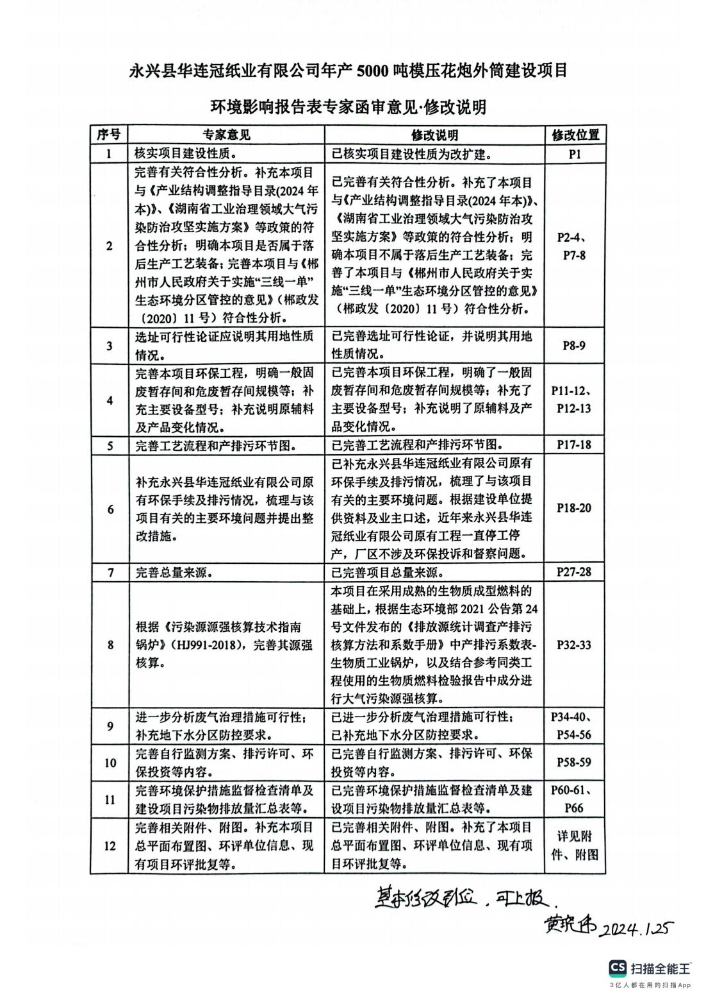 永兴县华连冠纸业有限公司年产 5000 吨模压花炮外筒建设项目
环境影响报告表专家函审意见·修改说明
序号 专家意见 修改说明 修改位置
1 核实项目建设性质。 已核实项目建设性质为改扩建。 P1
2
完善有关符合性分析。补充本项目
与《产业结构调整指导目录(2024 年
本)》、《湖南省工业治理领域大气污
染防治攻坚实施方案》等政策的符
合性分析；明确本项目是否属于落
后生产工艺装备；完善本项目与《郴
州市人民政府关于实施“三线一单”
生态环境分区管控的意见》（郴政发
〔2020〕11 号）符合性分析。
已完善有关符合性分析。补充了本项目
与《产业结构调整指导目录(2024 年本)》、
《湖南省工业治理领域大气污染防治攻
坚实施方案》等政策的符合性分析；明
确本项目不属于落后生产工艺装备；完
善了本项目与《郴州市人民政府关于实
施“三线一单”生态环境分区管控的意见》
（郴政发〔2020〕11 号）符合性分析。
P2-4、
P7-8
3
选址可行性论证应说明其用地性质
情况。
已完善选址可行性论证，并说明其用地
性质情况。
P8-9
4
完善本项目环保工程，明确一般固
废暂存间和危废暂存间规模等；补
充主要设备型号；补充说明原辅料
及产品变化情况。
已完善本项目环保工程，明确了一般固
废暂存间和危废暂存间规模等；补充了
主要设备型号；补充说明了原辅料及产
品变化情况。
P11-12、
P12-13
5 完善工艺流程和产排污环节图。 已完善工艺流程和产排污环节图。 P17-18
6
补充永兴县华连冠纸业有限公司原
有环保手续及排污情况，梳理与该
项目有关的主要环境问题并提出整
改措施。
已补充永兴县华连冠纸业有限公司原有
环保手续及排污情况，梳理了与该项目
有关的主要环境问题。根据建设单位提
供资料及业主口述，近年来永兴县华连
冠纸业有限公司原有工程一直停工停
产，厂区不涉及环保投诉和督察问题。
P18-20
7 完善总量来源。 已完善项目总量来源。 P27-28
8
根据《污染源源强核算技术指南
锅炉》（HJ991-2018），完善其源强
核算。
本项目在采用成熟的生物质成型燃料的
基础上，根据生态环境部 2021 公告第 24
号文件发布的《排放源统计调查产排污
核算方法和系数手册》中产排污系数表-
生物质工业锅炉，以及结合参考同类工
程使用的生物质燃料检验报告中成分进
行大气污染源强核算。
P32-33
9
进一步分析废气治理措施可行性；
补充地下水分区防控要求。
已进一步分析废气治理措施可行性；
已补充地下水分区防控要求。
P34-40、
P54-56
10
完善自行监测方案、排污许可、环
保投资等内容。
已完善自行监测方案、排污许可、环保
投资等内容。
P58-59
11
完善环境保护措施监督检查清单及
建设项目污染物排放量汇总表等。
已完善环境保护措施监督检查清单及建
设项目污染物排放量汇总表等。
P60-61、
P66
12
完善相关附件、附图。补充本项目
总平面布置图、环评单位信息、现
有项目环评批复等。
已完善相关附件、附图。补充了本项目
总平面布置图、环评单位信息、现有项
目环评批复等。
详见附
件、附图
基本修改到位，可上报．
黄琬伟 2024.1.25
CS 扫描全能王
3亿人都在用的扫描App